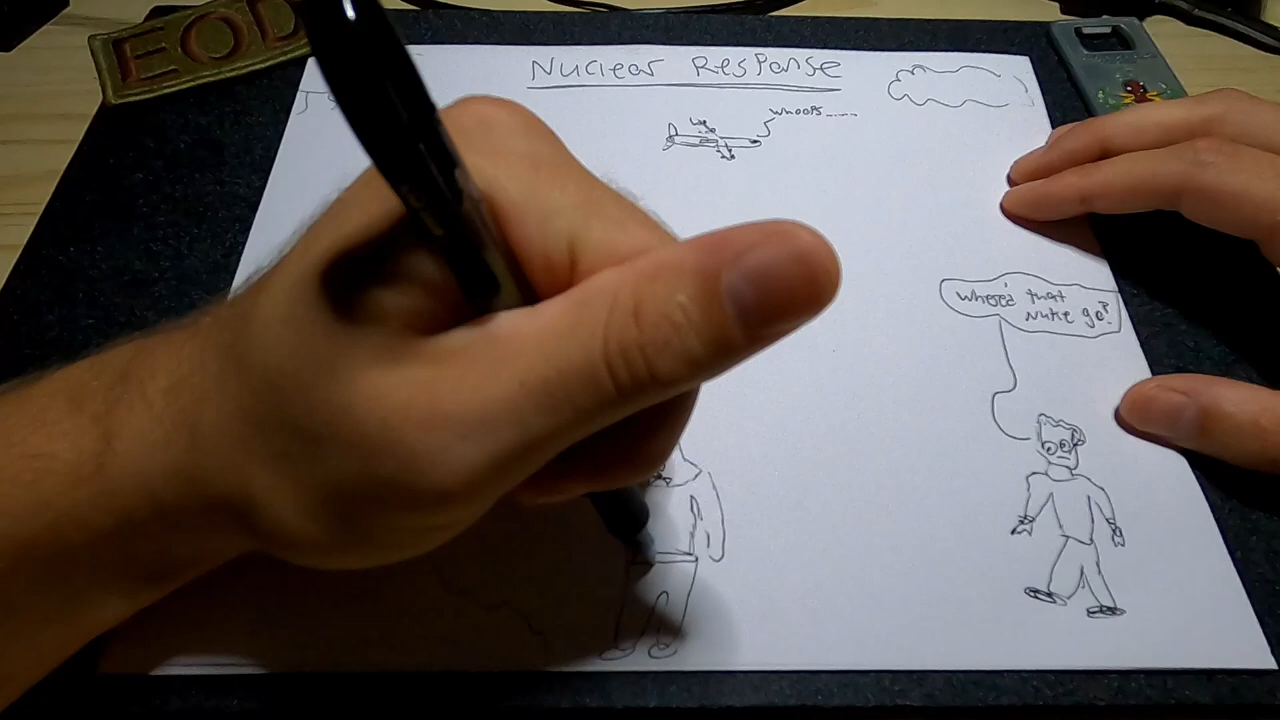 EOD
Nuclear Response
whoops.....
where'd that
Nuke go?